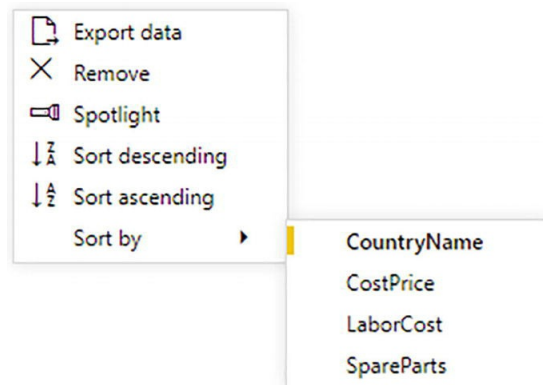 Export data
Remove
Spotlight
Sort descending
Sort ascending
Sort by
CountryName
CostPrice
LaborCost
SpareParts